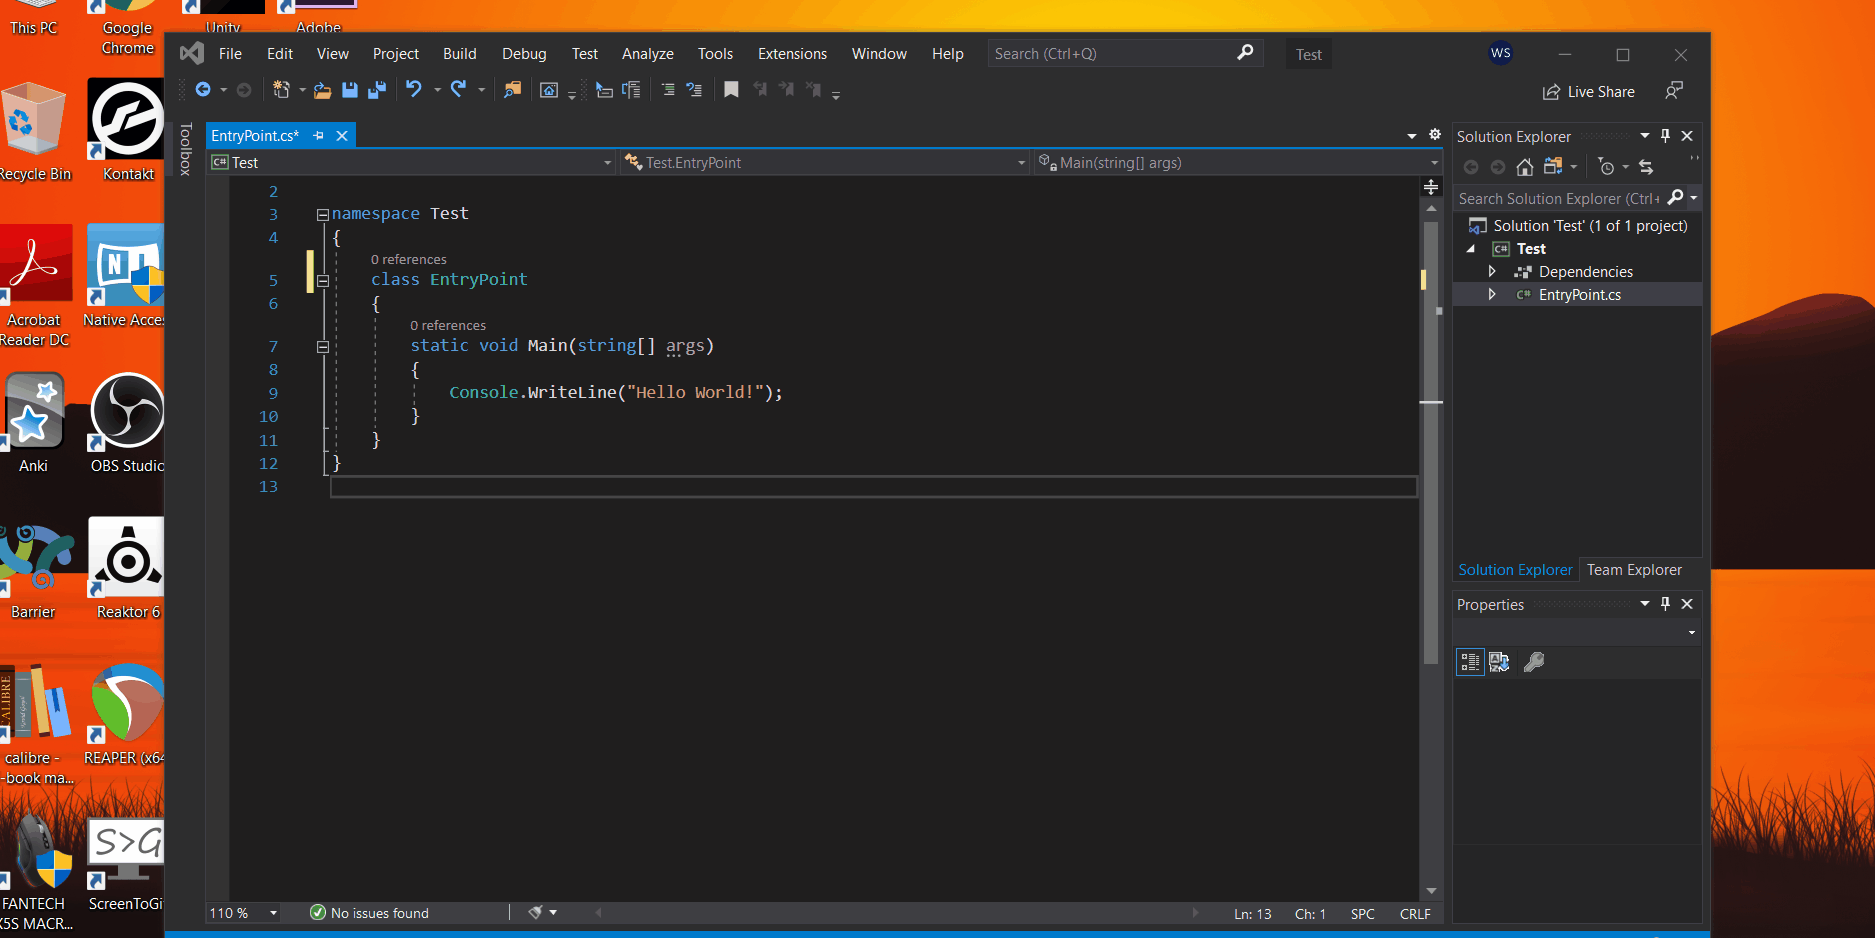 This PC
Google
Chrome
Unity
Adobe
Recycle Bin
Kontakt
Acrobat
Reader DC
Native Acces
Anki
OBS Studio
Barrier
Reaktor 6
CALIBRE
calibre -
-book ma...
REAPER (x64
S>G
FANTECH
X5S MACR...
ScreenToGi
File Edit View Project Build Debug Test Analyze Tools Extensions Window Help
Search (Ctrl+Q)
Test
WS
Live Share
Toolbox
EntryPoint.cs*
C# Test
Test.EntryPoint
Main(string[] args)
2
3 namespace Test
4 {
0 references
5 class EntryPoint
6 {
0 references
7 static void Main(string[] args)
8 {
9 Console.WriteLine("Hello World!");
10 }
11 }
12 }
13
110 %
No issues found
Ln: 13 Ch: 1 SPC CRLF
Solution Explorer
Search Solution Explorer (Ctrl+
Solution 'Test' (1 of 1 project)
C# Test
Dependencies
C# EntryPoint.cs
Solution Explorer Team Explorer
Properties